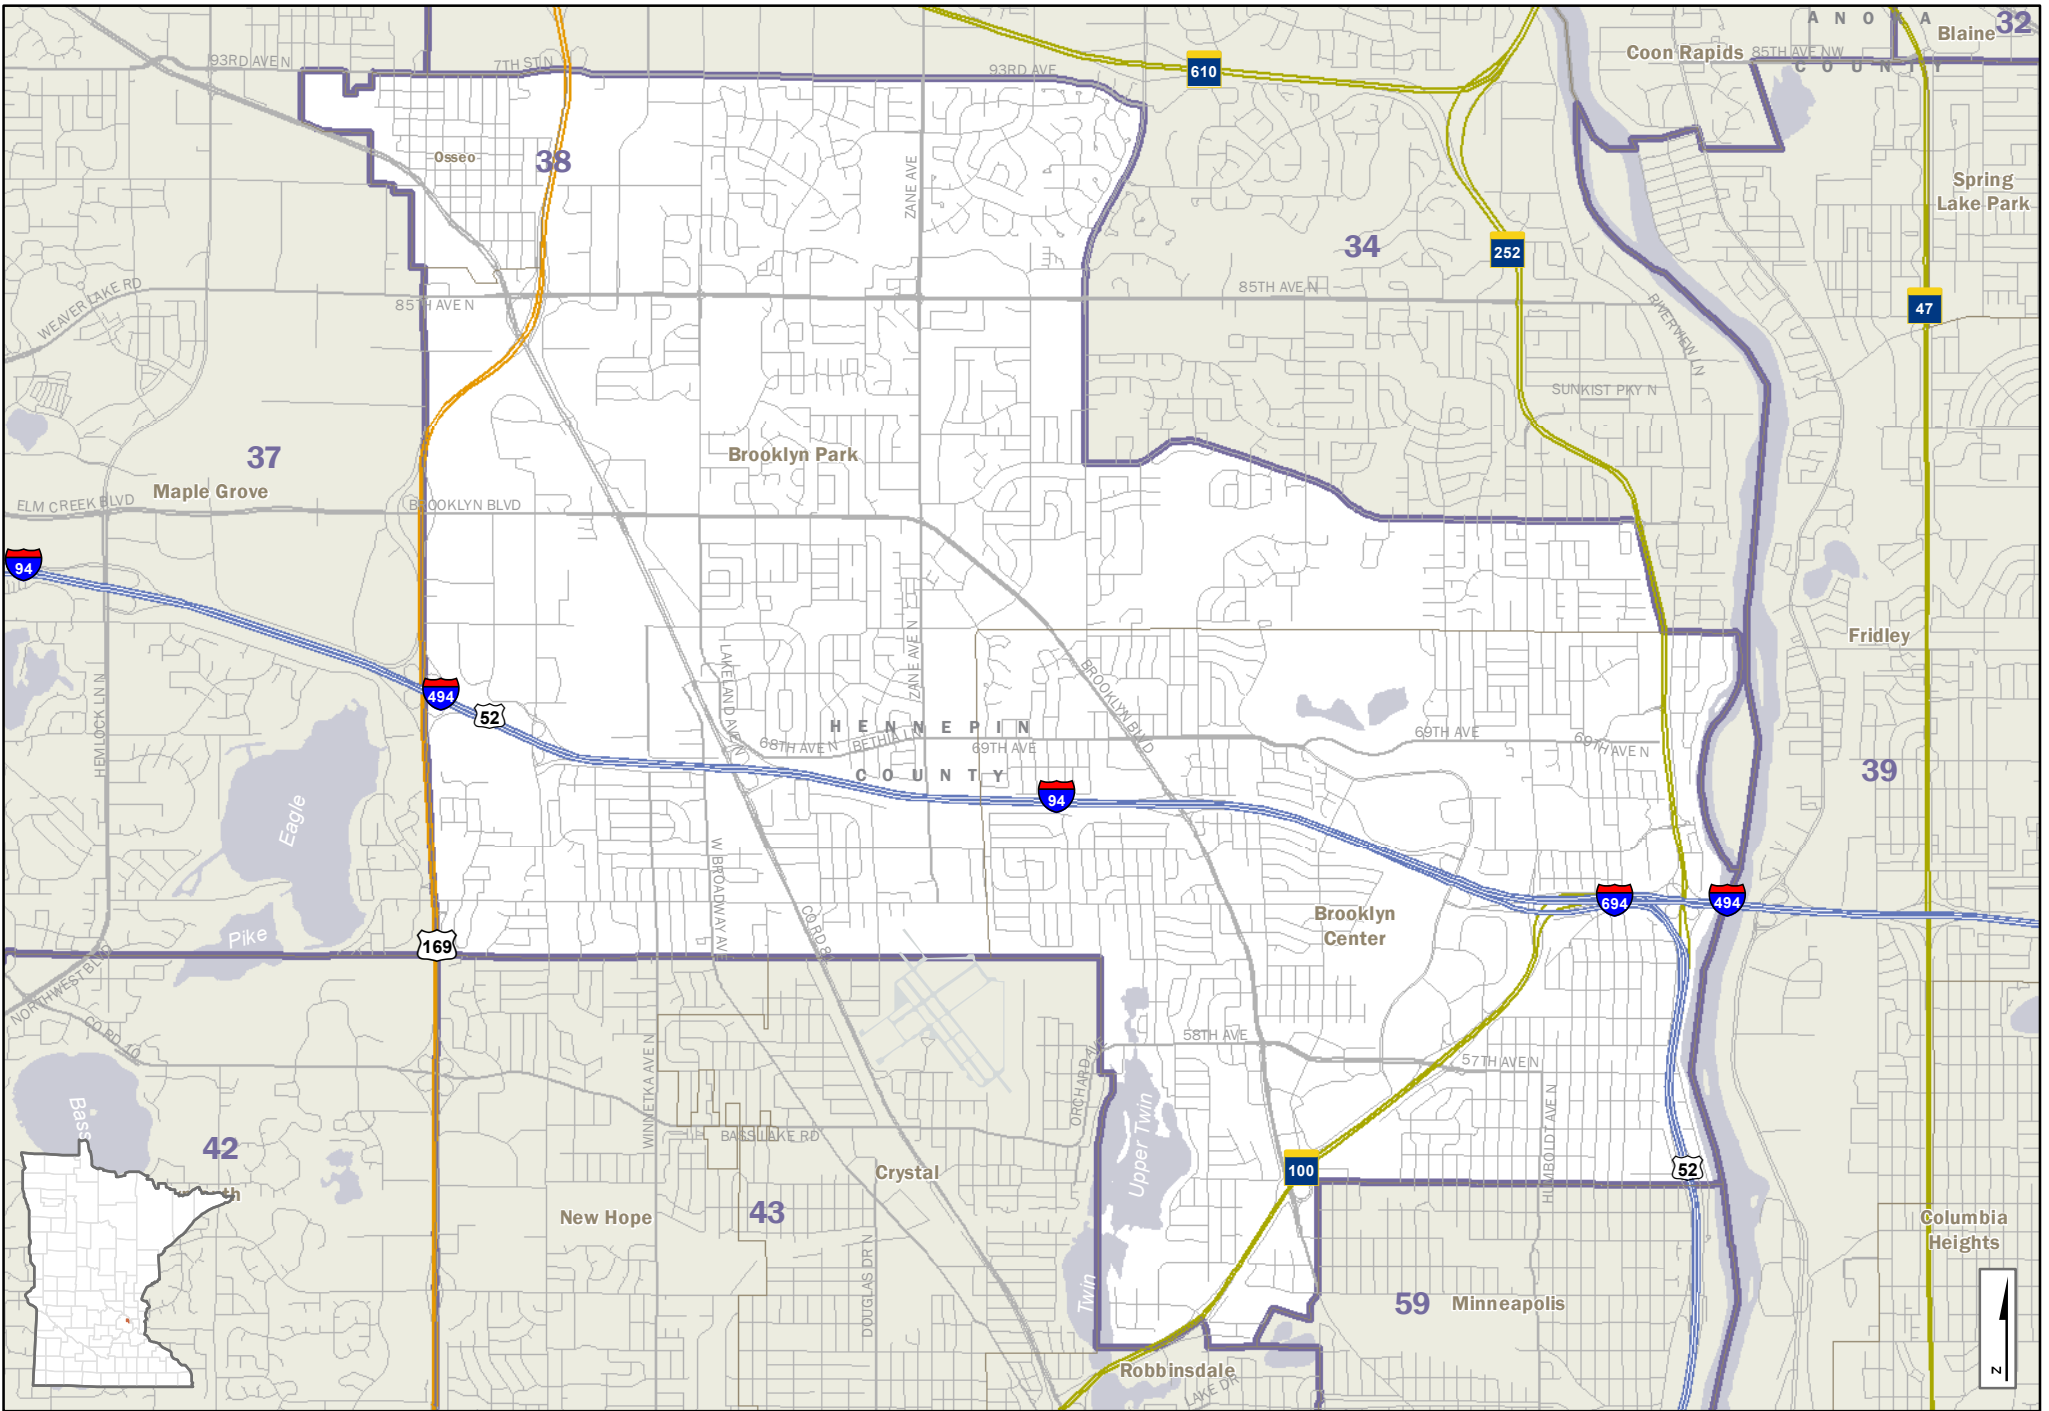 A N O K A
32
Blaine
Coon Rapids
85TH AVE NW
C O U N T Y
93RD AVE N
7TH ST N
93RD AVE
610
Osseo
38
ZANE AVE
Spring
Lake Park
34
252
47
WEAVER LAKE RD
85TH AVE N
85TH AVE N
RIVERVIEW LN
SUNKIST PKY N
37
Maple Grove
Brooklyn Park
ELM CREEK BLVD
BROOKLYN BLVD
94
Fridley
ZANE AVE N
LAKELAND AVE N
BROOKLYN BLVD
HEMLOCK LN N
494
52
H E N N E P I N
68TH AVE N
BETHIA LN
69TH AVE
69TH AVE
69TH AVE N
C O U N T Y
39
94
Eagle
W BROADWAY AVE
CO RD 81
694
494
Brooklyn
Center
Pike
169
NORTHWEST BLVD
CO RD 10
58TH AVE
57TH AVE N
WINNETKA AVE N
ORCHARD AVE
HUMBOLDT AVE N
Bass
BASS LAKE RD
Upper Twin
42
th
Crystal
100
52
New Hope
43
Columbia
Heights
DOUGLAS DR N
Twin
59
Minneapolis
Robbinsdale
LAKE DR
N